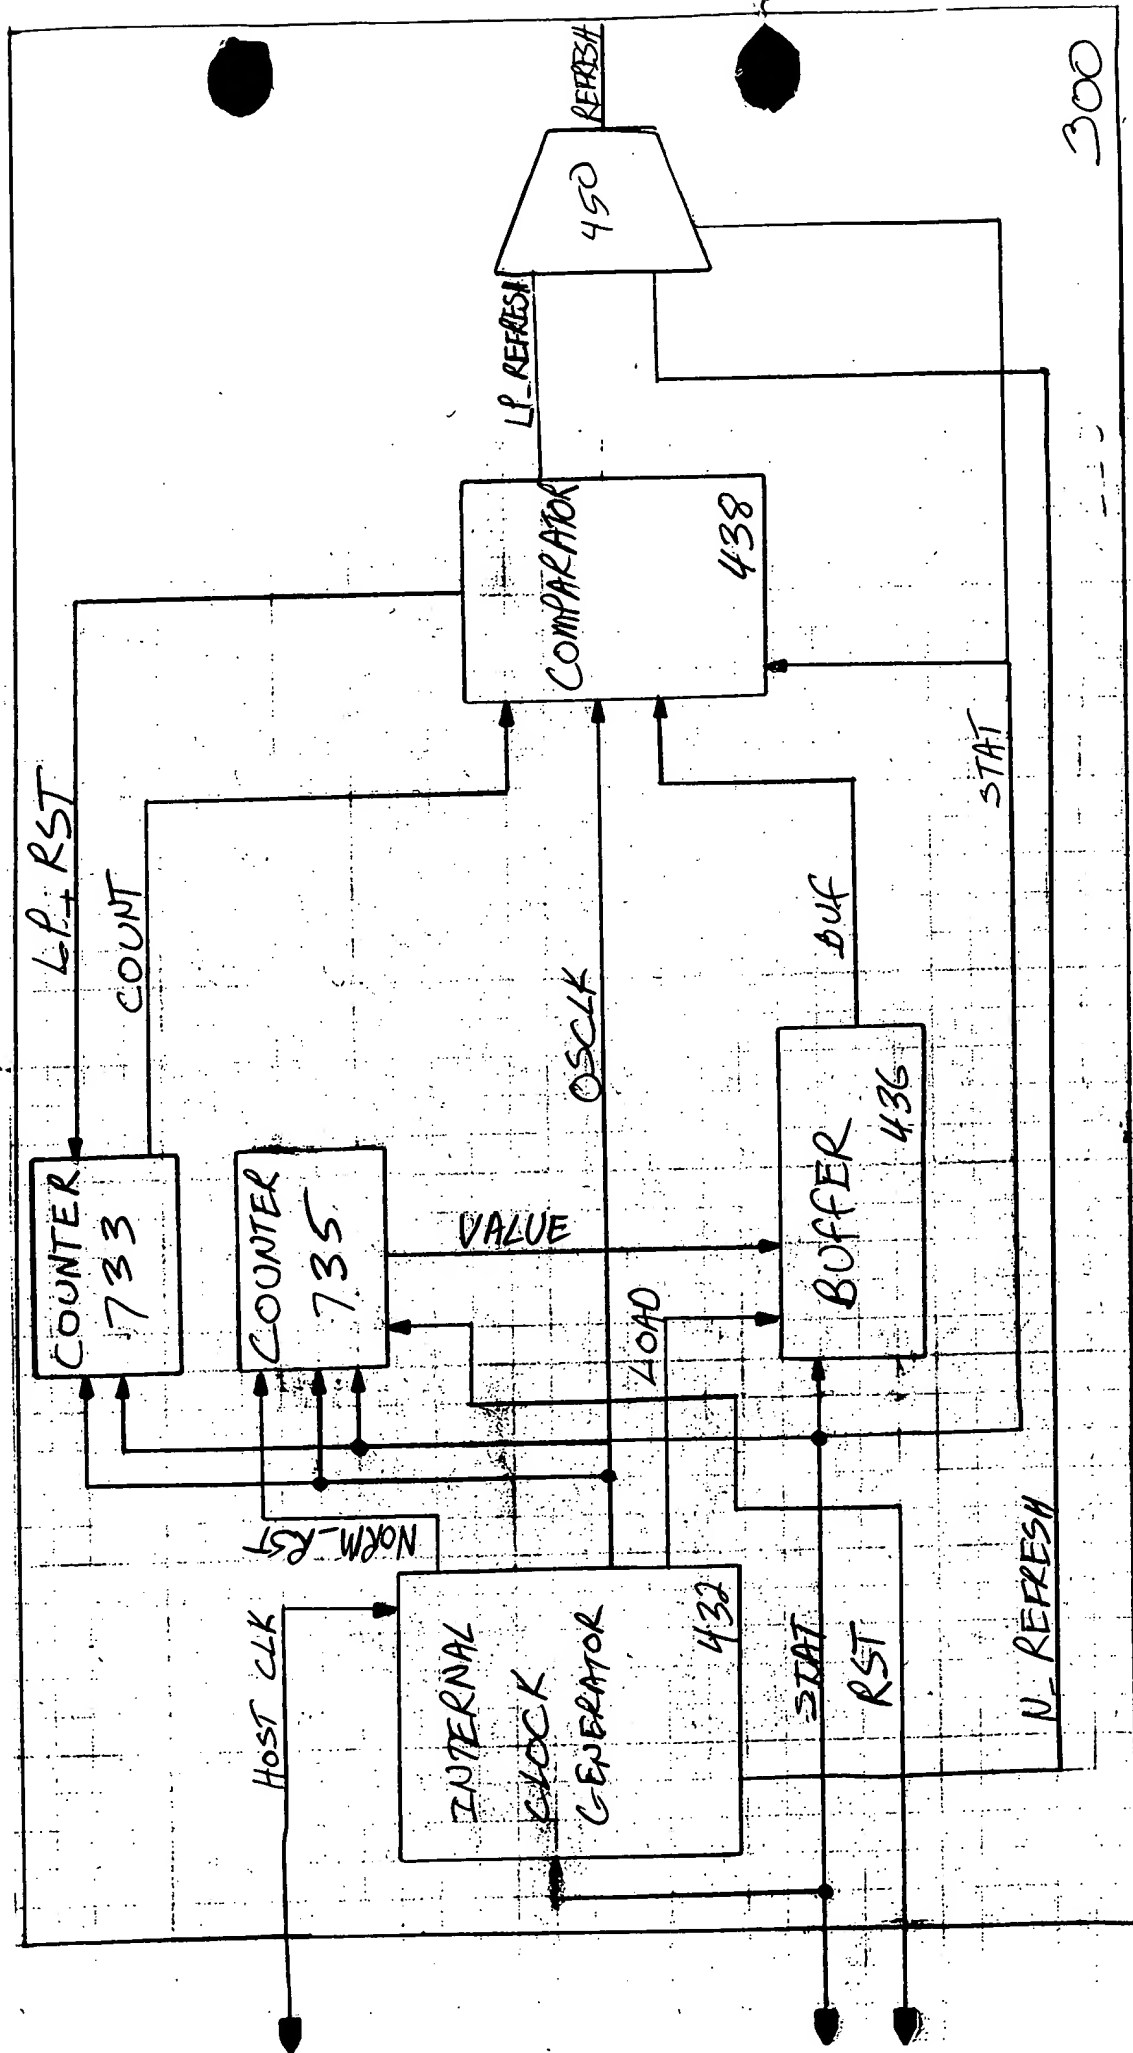 LP_RST
COUNTER
733
COUNT
COUNTER
735
HOST CLK
NORM_RST
VALUE
OSCLK
COMPARATOR
438
LP_REFRESH
450
REFRESH
INTERNAL
CLOCK
GENERATOR
432
LOAD
BUFFER
436
BUF
STAT
STAT
RST
N_REFRESH
300